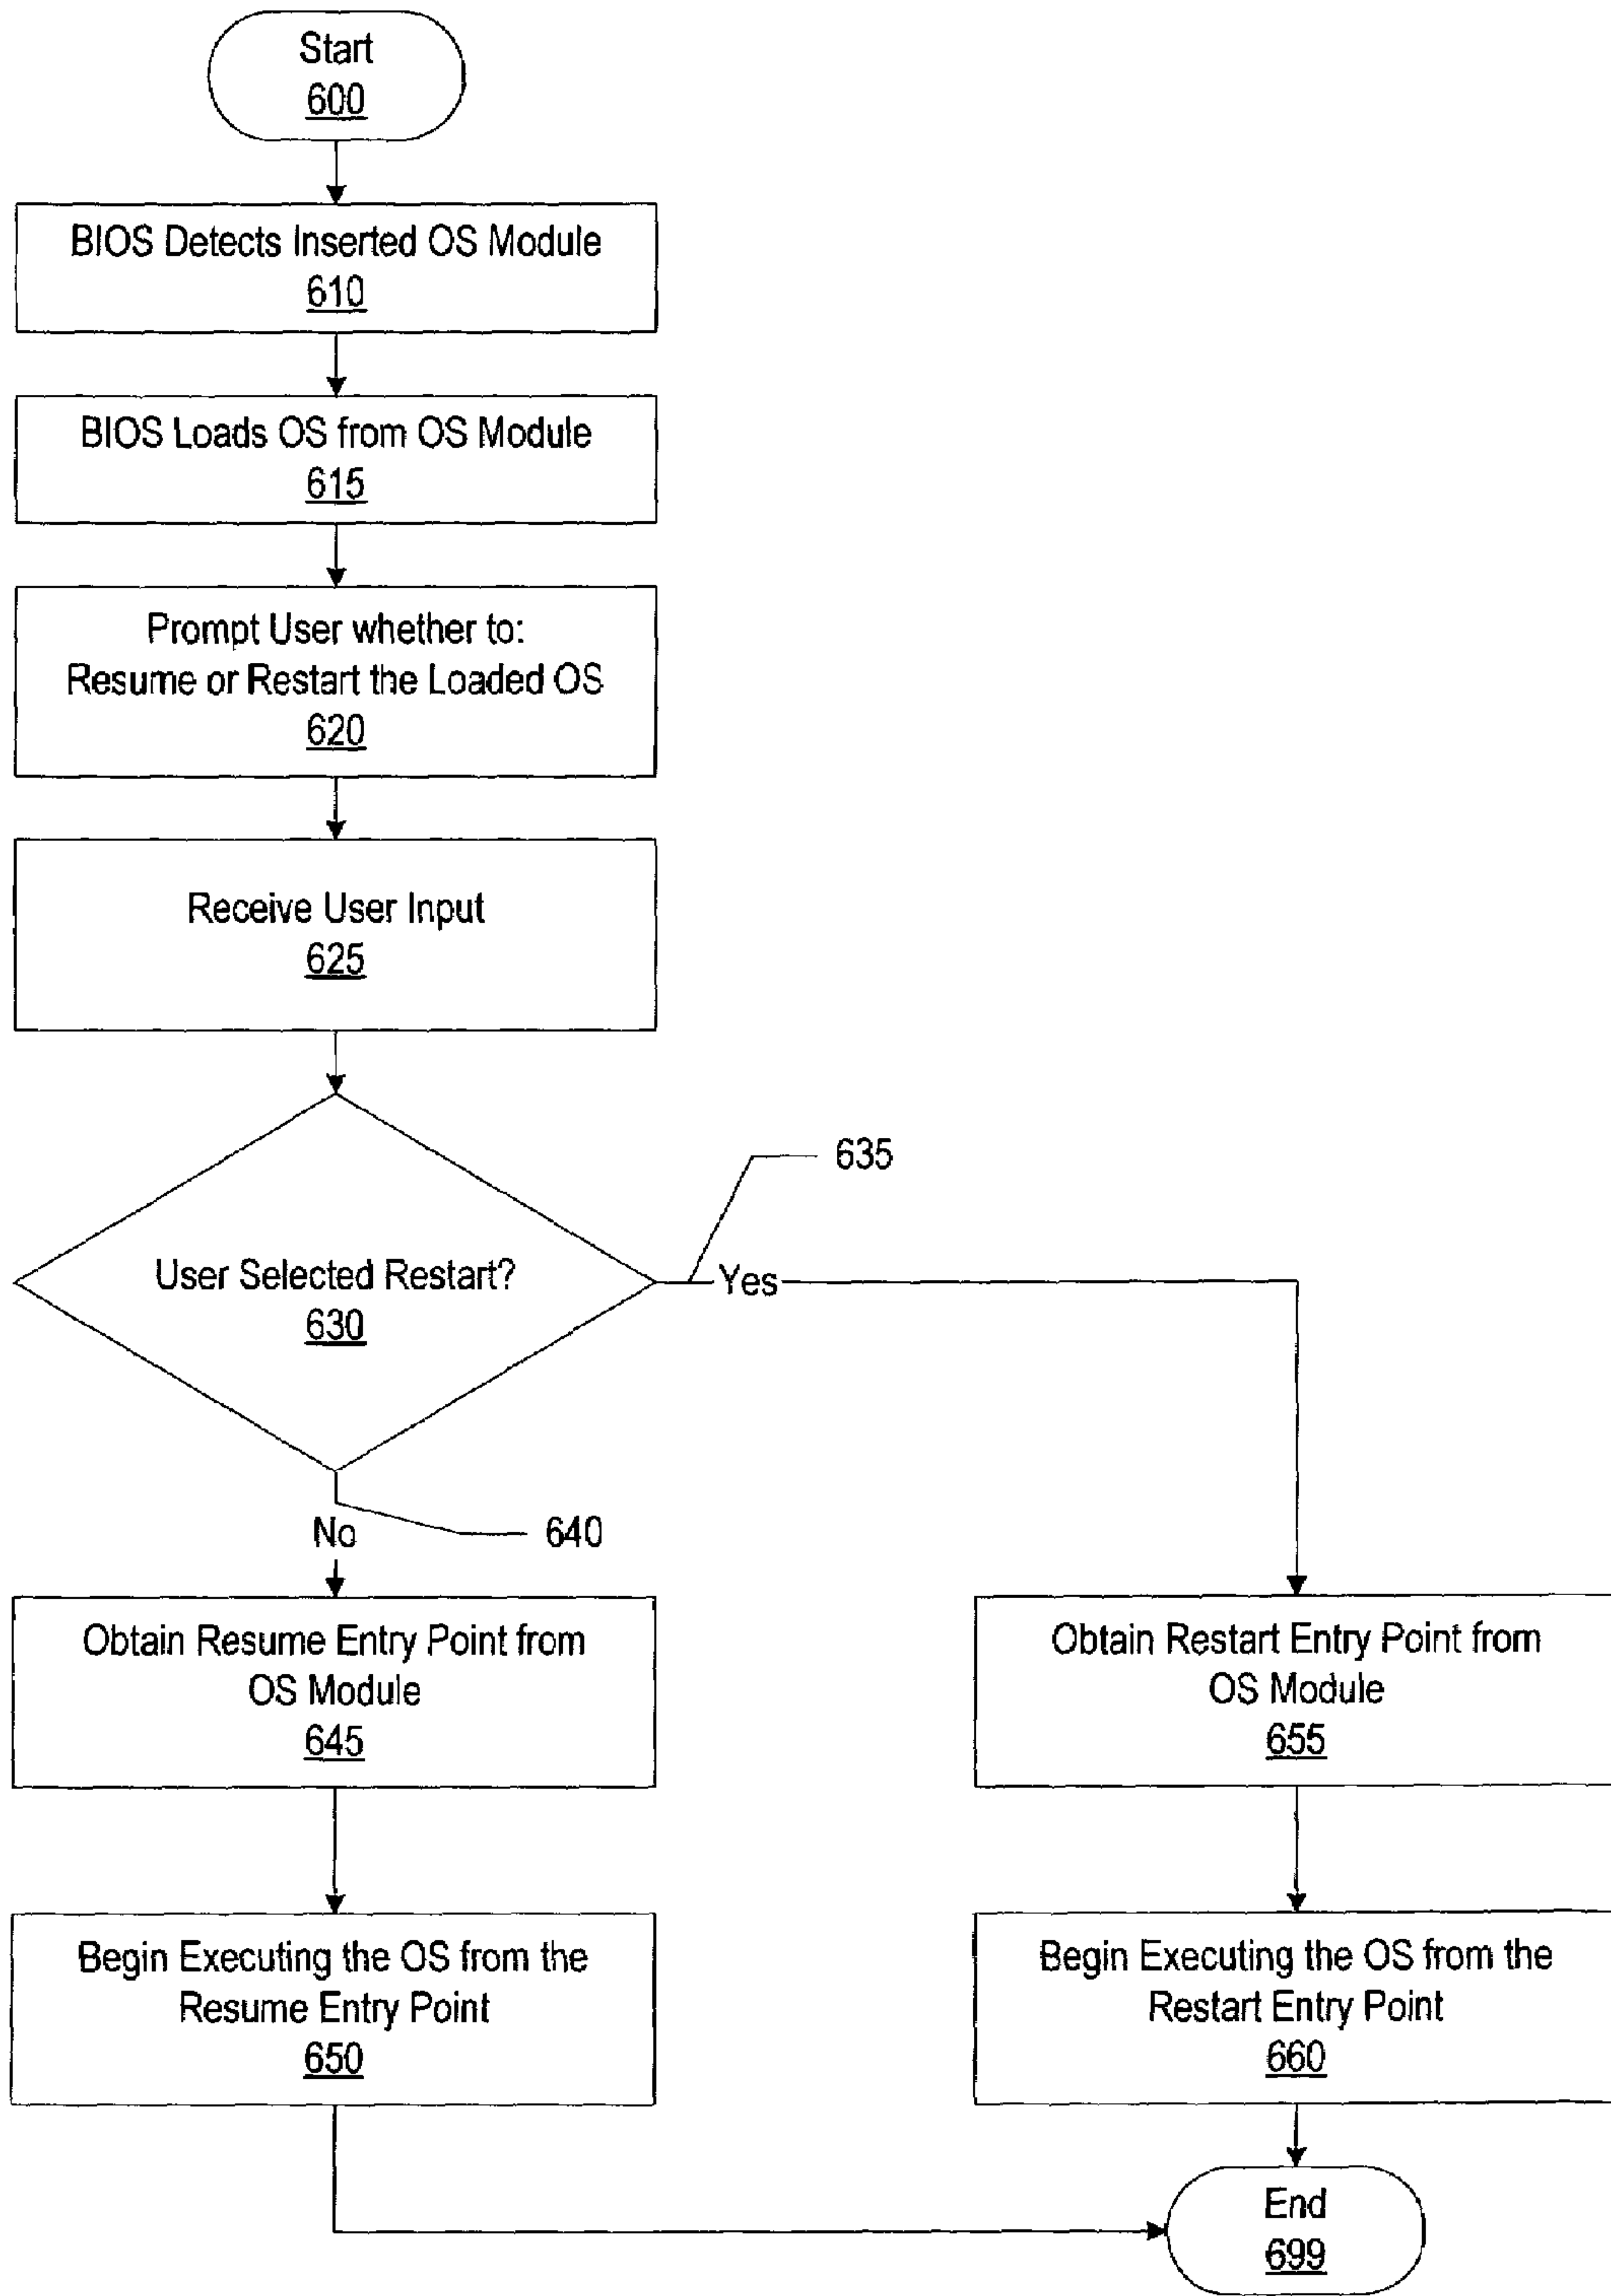 Start
600
BIOS Detects Inserted OS Module
610
BIOS Loads OS from OS Module
615
Prompt User whether to:
Resume or Restart the Loaded OS
620
Receive User Input
625
User Selected Restart?
630
635
Yes
No
640
Obtain Resume Entry Point from
OS Module
645
Begin Executing the OS from the
Resume Entry Point
650
Obtain Restart Entry Point from
OS Module
655
Begin Executing the OS from the
Restart Entry Point
660
End
699